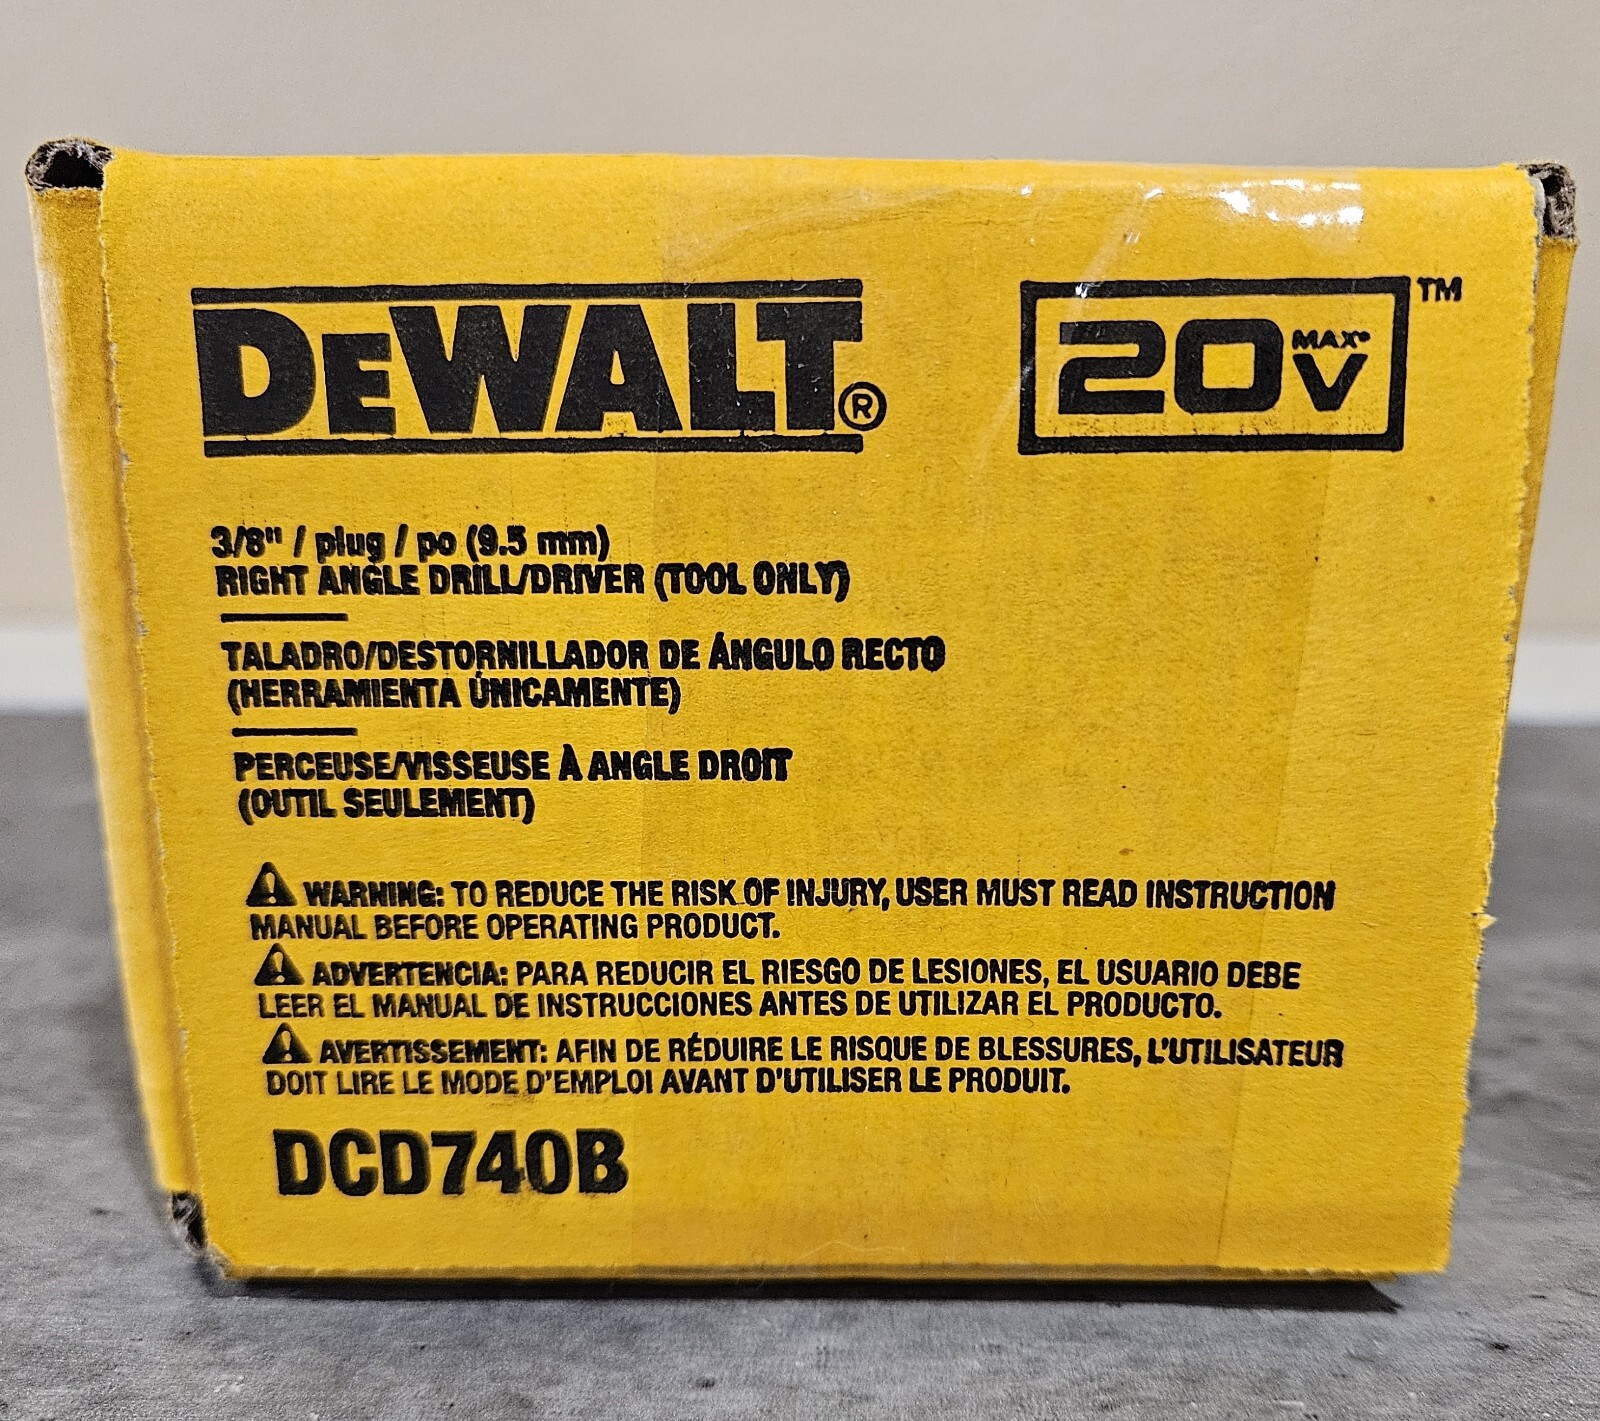 DEWALT®
20V MAX* ™
3/8" / plug / po (9.5 mm)
RIGHT ANGLE DRILL/DRIVER (TOOL ONLY)
TALADRO/DESTORNILLADOR DE ÁNGULO RECTO
(HERRAMIENTA ÚNICAMENTE)
PERCEUSE/VISSEUSE À ANGLE DROIT
(OUTIL SEULEMENT)
WARNING: TO REDUCE THE RISK OF INJURY, USER MUST READ INSTRUCTION
MANUAL BEFORE OPERATING PRODUCT.
ADVERTENCIA: PARA REDUCIR EL RIESGO DE LESIONES, EL USUARIO DEBE
LEER EL MANUAL DE INSTRUCCIONES ANTES DE UTILIZAR EL PRODUCTO.
AVERTISSEMENT: AFIN DE RÉDUIRE LE RISQUE DE BLESSURES, L'UTILISATEUR
DOIT LIRE LE MODE D'EMPLOI AVANT D'UTILISER LE PRODUIT.
DCD740B